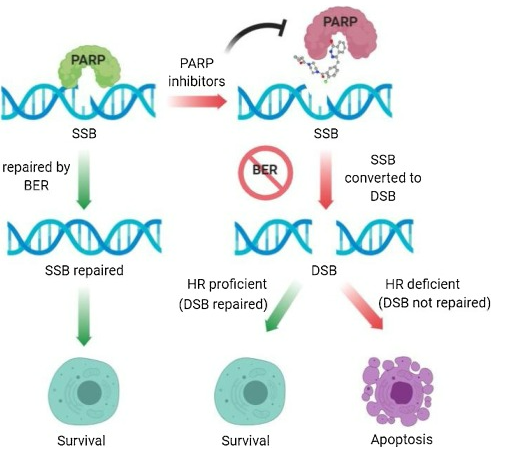 PARP
PARP
PARP
inhibitors
SSB
SSB
repaired by
BER
BER
SSB
converted to
DSB
SSB repaired
DSB
HR proficient
(DSB repaired)
HR deficient
(DSB not repaired)
Survival
Survival
Apoptosis